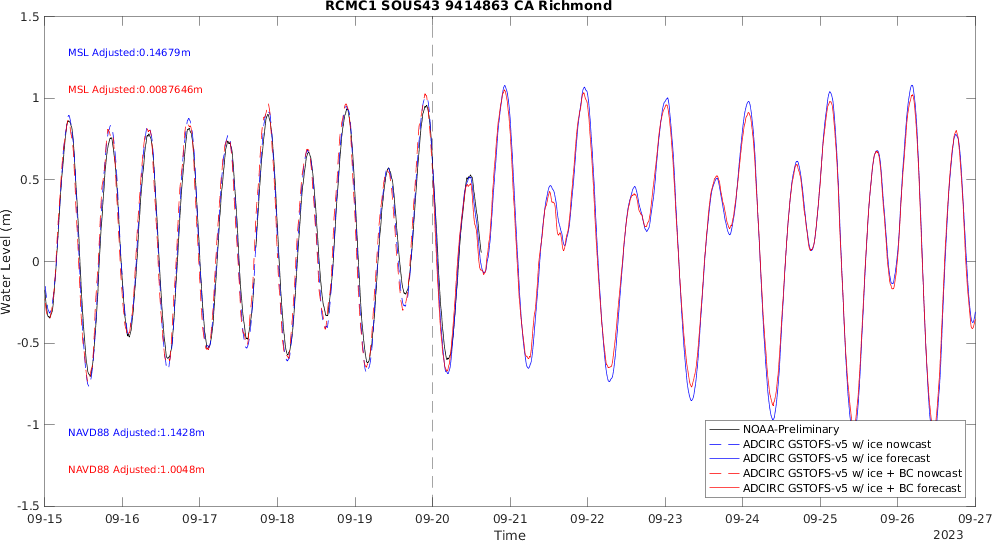 RCMC1 SOUS43 9414863 CA Richmond
1.5
1
0.5
0
-0.5
-1
-1.5
Water Level (m)
MSL Adjusted:0.14679m
MSL Adjusted:0.0087646m
NAVD88 Adjusted:1.1428m
NAVD88 Adjusted:1.0048m
NOAA-Preliminary
ADCIRC GSTOFS-v5 w/ ice nowcast
ADCIRC GSTOFS-v5 w/ ice forecast
ADCIRC GSTOFS-v5 w/ ice + BC nowcast
ADCIRC GSTOFS-v5 w/ ice + BC forecast
09-15 09-16 09-17 09-18 09-19 09-20 09-21 09-22 09-23 09-24 09-25 09-26 09-27
Time
2023